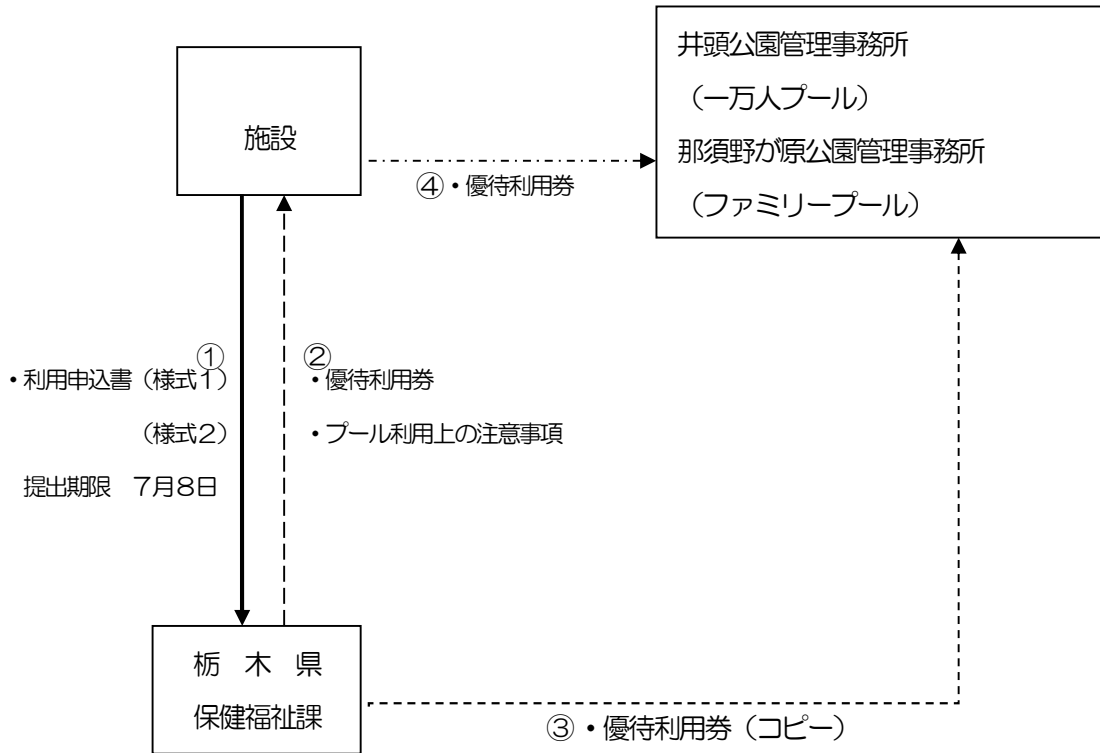 井頭公園管理事務所
（一万人プール）
那須野が原公園管理事務所
（ファミリープール）
施設
④・優待利用券
①
・利用申込書（様式１）
（様式２）
提出期限　７月８日
②
・優待利用券
・プール利用上の注意事項
栃　木　県
保健福祉課
③・優待利用券（コピー）